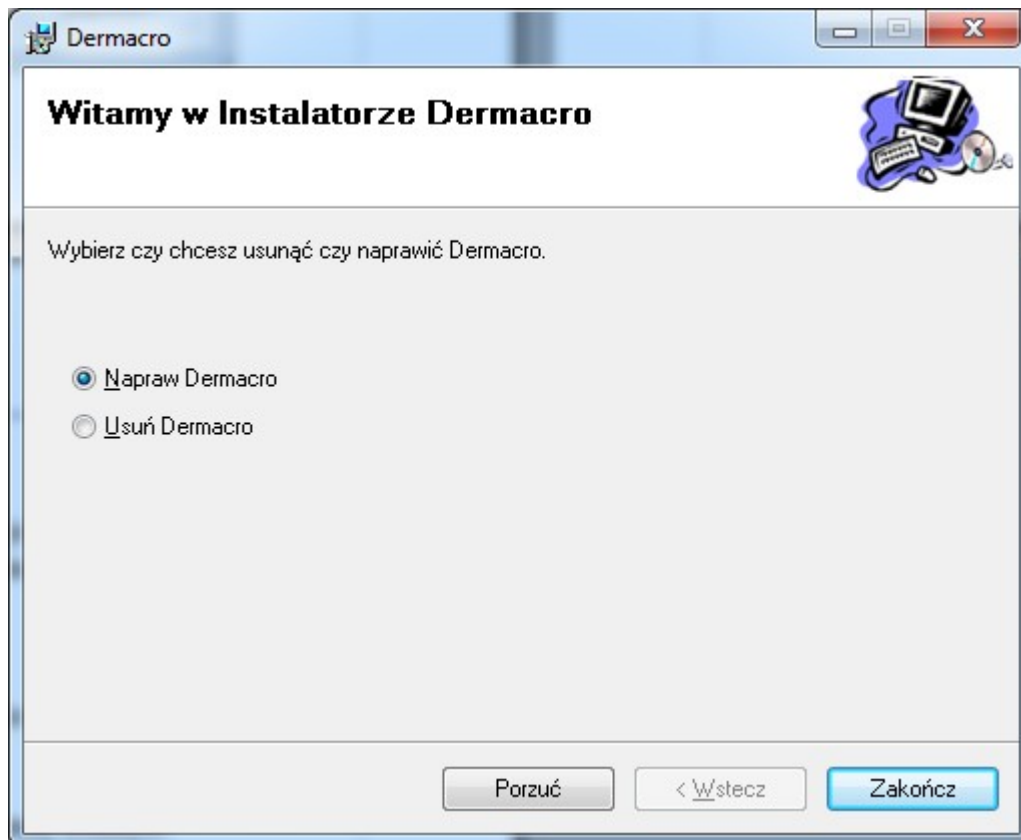 Dermacro
Witamy w Instalatorze Dermacro
Wybierz czy chcesz usunąć czy naprawić Dermacro.
Napraw Dermacro
Usuń Dermacro
Porzuć < Wstecz Zakończ